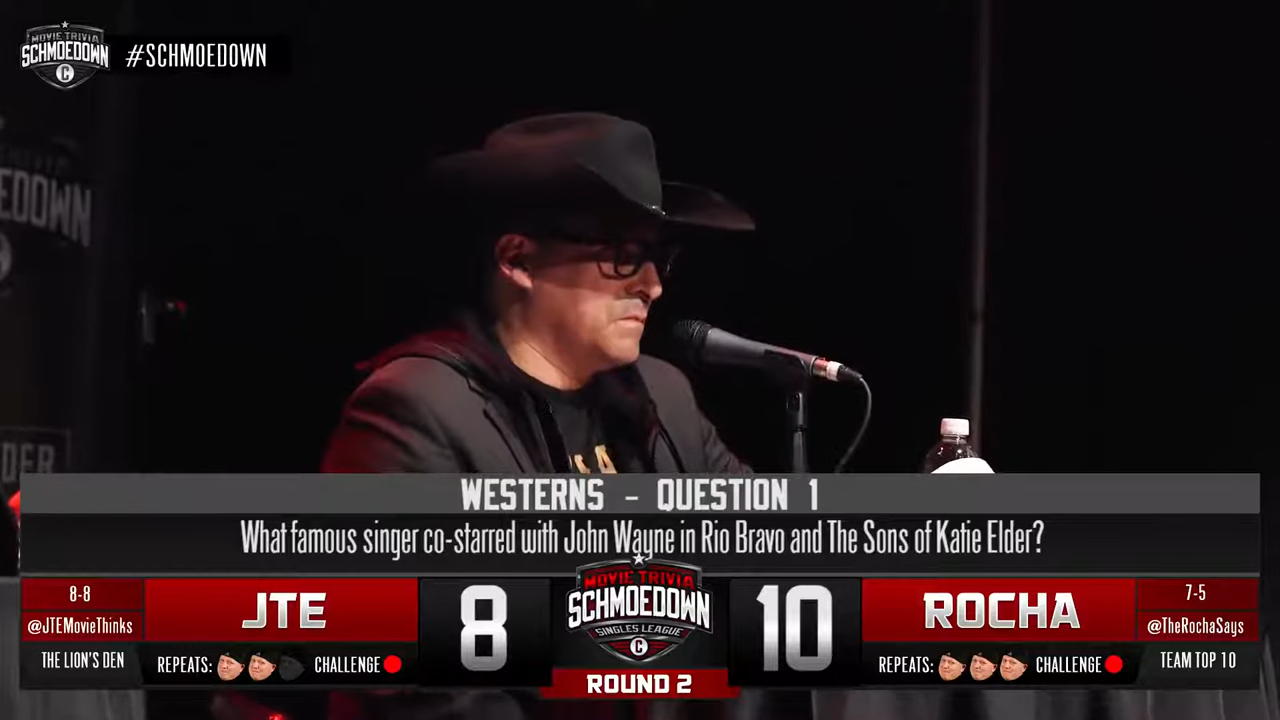 MOVIE TRIVIA
SCHMOEDOWN
C
#SCHMOEDOWN
EDOWN
DER
WESTERNS - QUESTION 1
What famous singer co-starred with John Wayne in Rio Bravo and The Sons of Katie Elder?
8-8
@JTEMovieThinks
THE LION'S DEN
JTE
REPEATS:
CHALLENGE
8
MOVIE TRIVIA
SCHMOEDOWN
SINGLES LEAGUE
C
ROUND 2
10
ROCHA
REPEATS:
CHALLENGE
7-5
@TheRochaSays
TEAM TOP 10